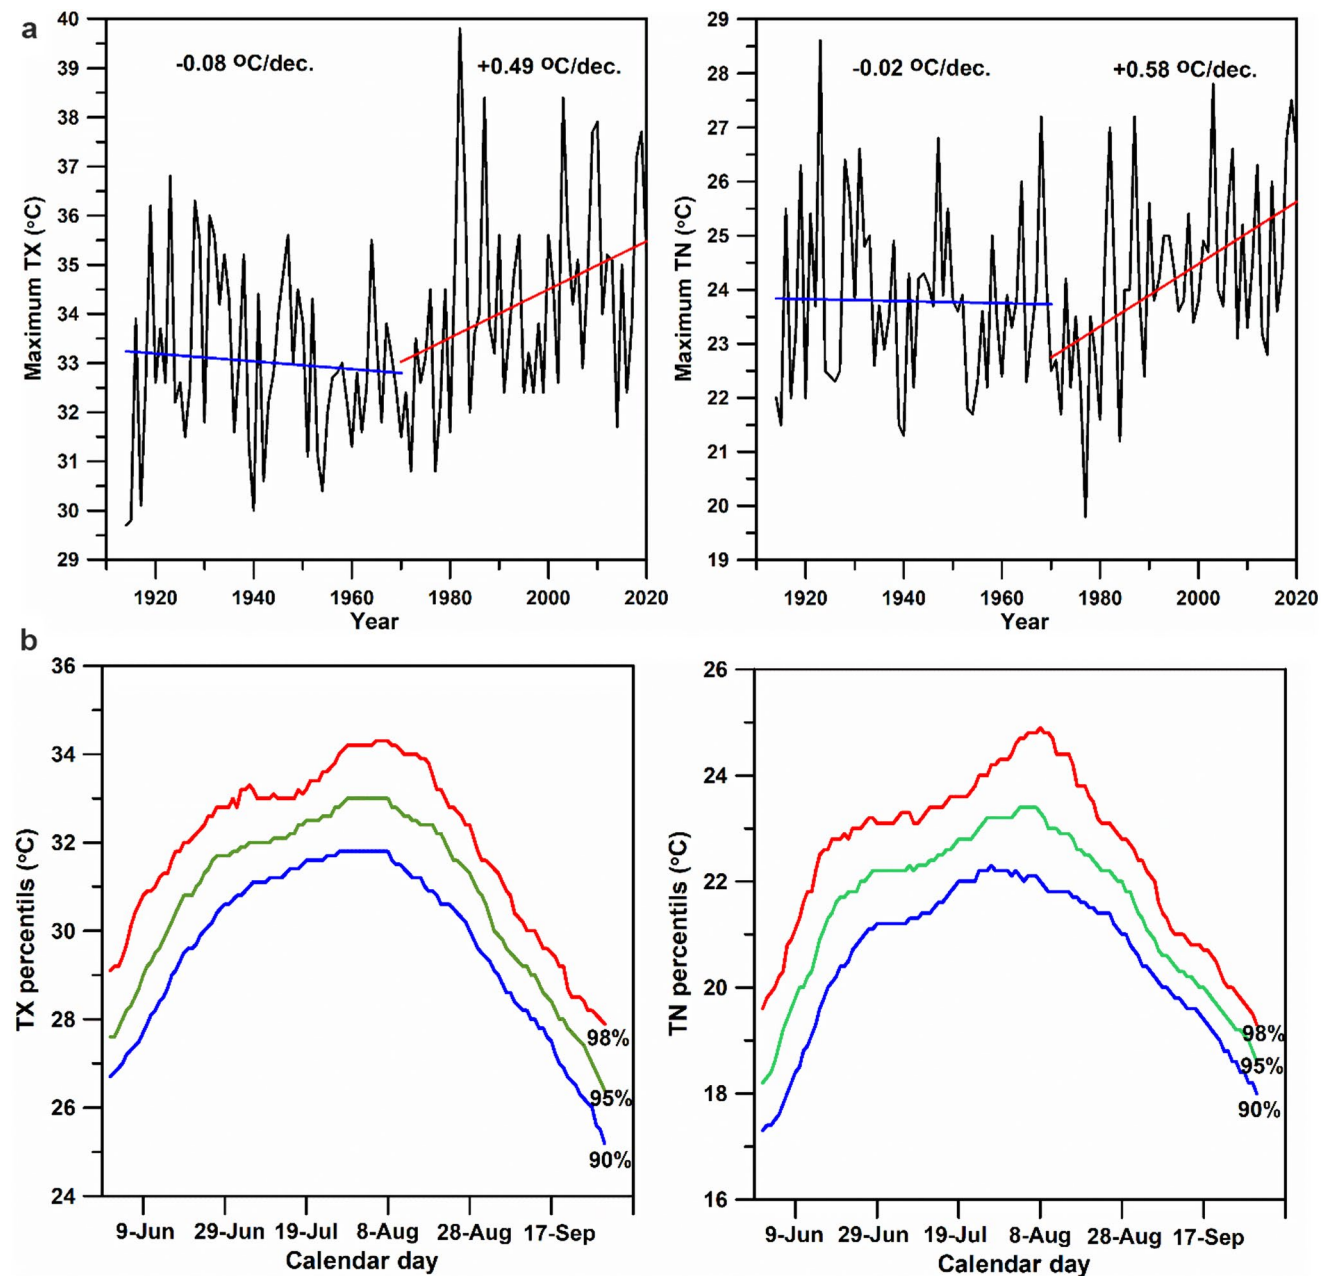 a
40
39
38
37
36
35
34
33
32
31
30
29
Maximum TX (°C)
-0.08 °C/dec.
+0.49 °C/dec.
1920 1940 1960 1980 2000 2020
Year
29
28
27
26
25
24
23
22
21
20
19
Maximum TN (°C)
-0.02 °C/dec.
+0.58 °C/dec.
1920 1940 1960 1980 2000 2020
Year
b
36
34
32
30
28
26
24
TX percentils (°C)
98%
95%
90%
9-Jun 29-Jun 19-Jul 8-Aug 28-Aug 17-Sep
Calendar day
26
24
22
20
18
16
TN percentils (°C)
98%
95%
90%
9-Jun 29-Jun 19-Jul 8-Aug 28-Aug 17-Sep
Calendar day